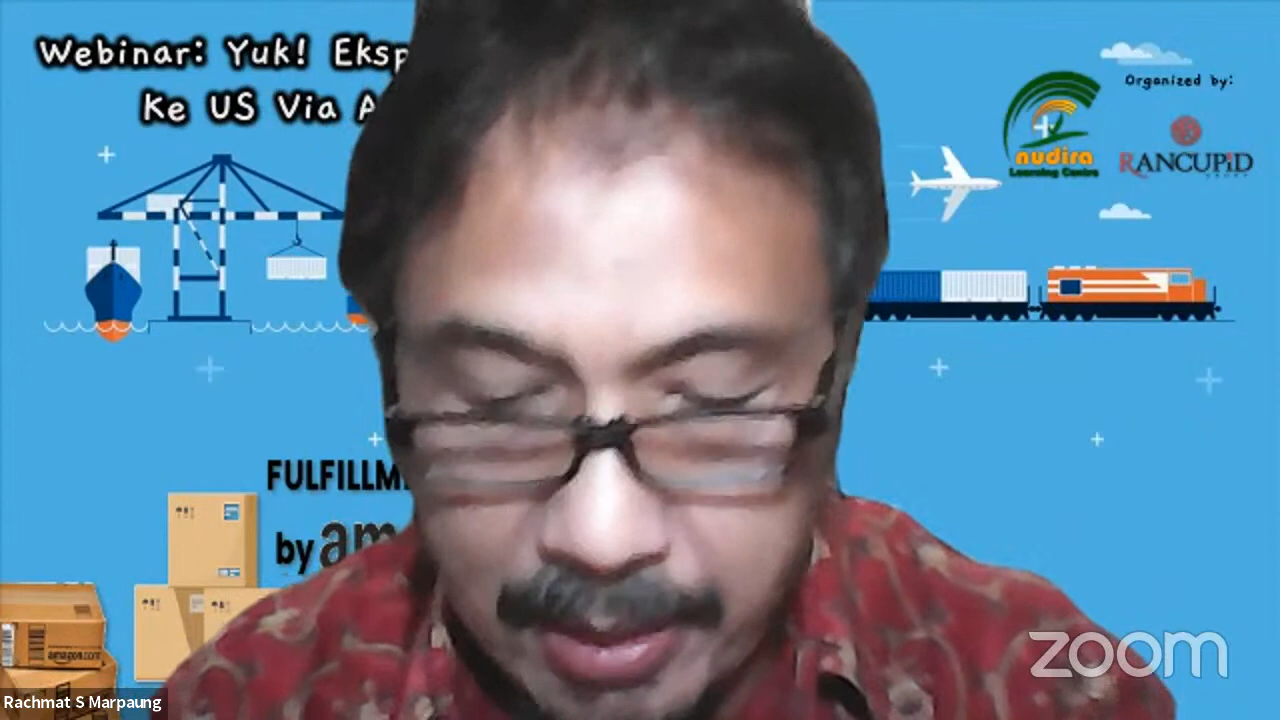 Webinar: Yuk! Eksp
Ke US Via A
Organized by:
nudira
Learning Centre
RANCUPID
FULFILLM
by am
amazon.com
Rachmat S Marpaung
zoom